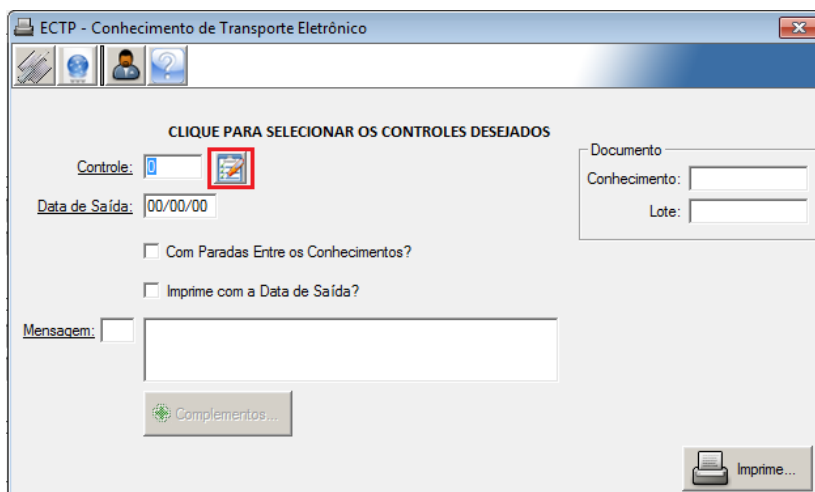 ECTP - Conhecimento de Transporte Eletrônico
CLIQUE PARA SELECIONAR OS CONTROLES DESEJADOS
Controle: 0
Data de Saída: 00/00/00
Documento
Conhecimento:
Lote:
Com Paradas Entre os Conhecimentos?
Imprime com a Data de Saída?
Mensagem:
Complementos...
Imprime...